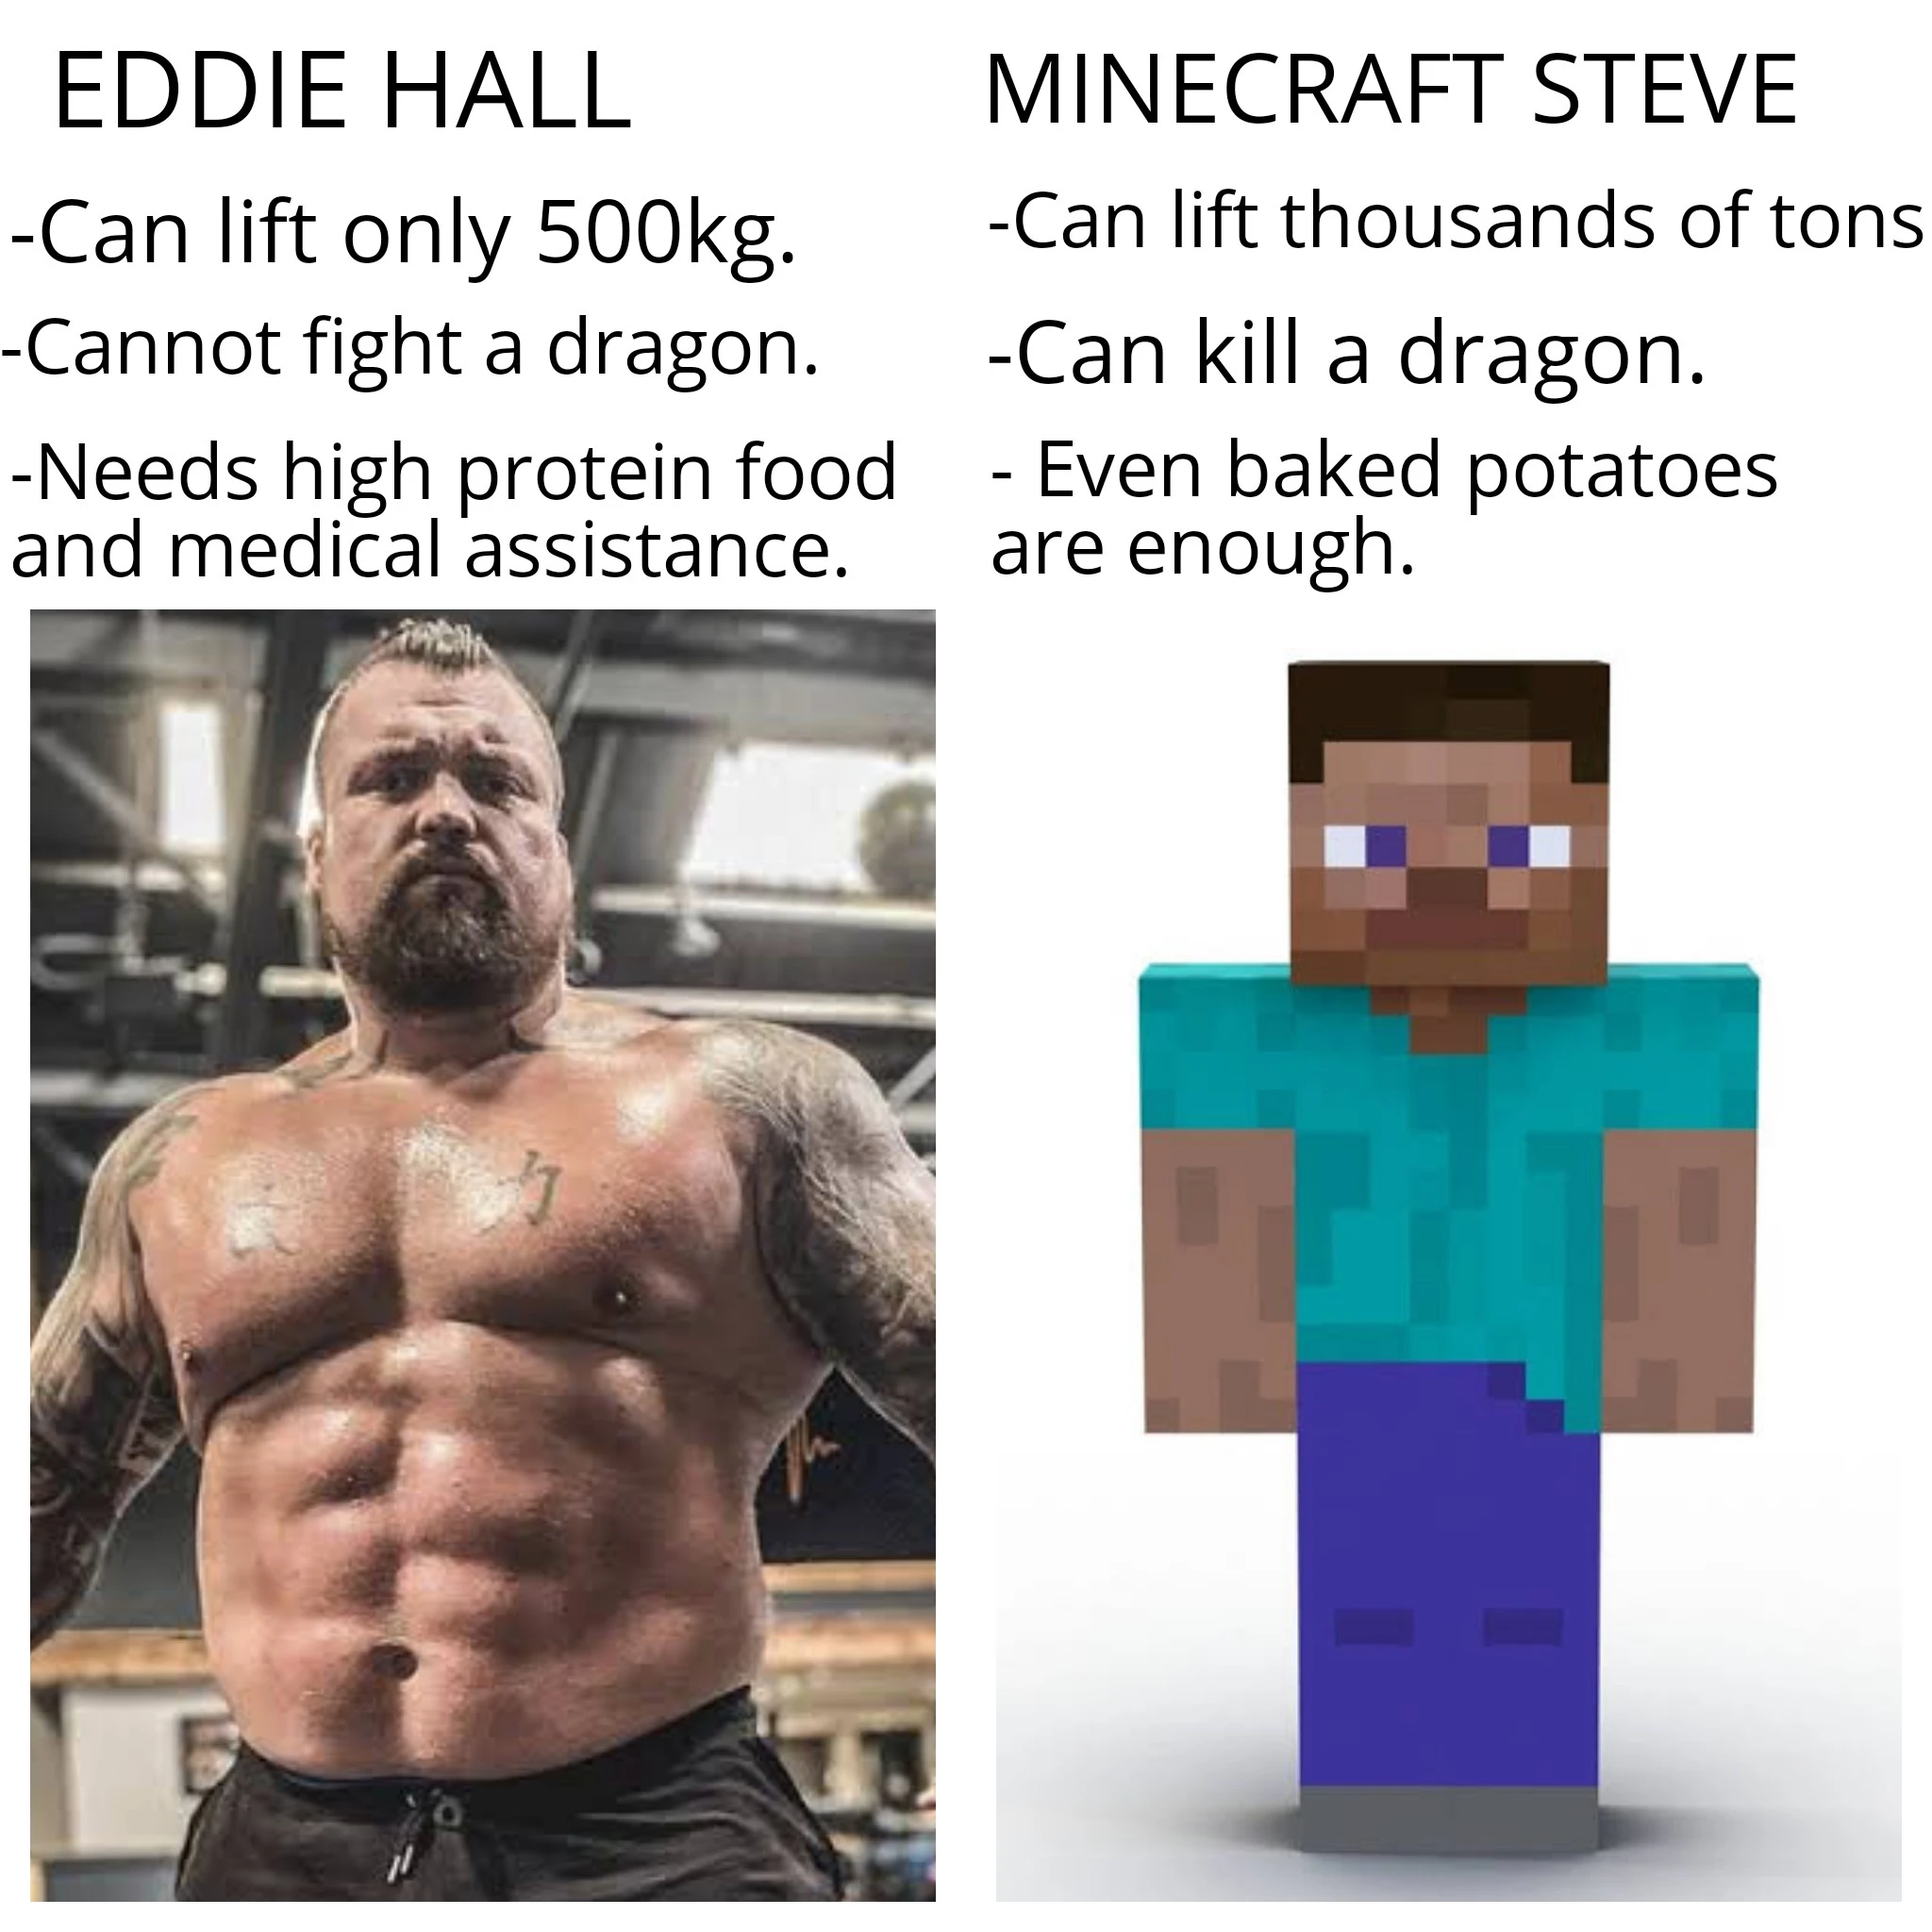 EDDIE HALL
-Can lift only 500kg.
-Cannot fight a dragon.
-Needs high protein food
and medical assistance.
MINECRAFT STEVE
-Can lift thousands of tons
-Can kill a dragon.
- Even baked potatoes
are enough.